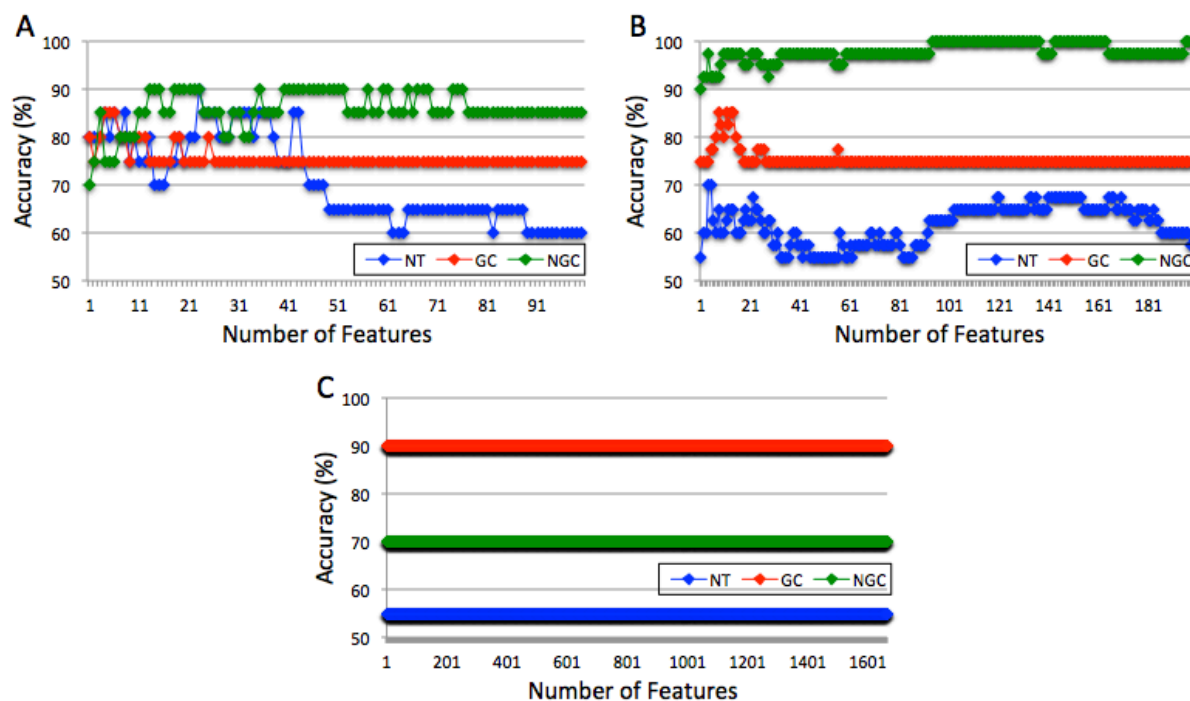 A
100
90
80
70
60
50
Accuracy (%)
NT GC NGC
1 11 21 31 41 51 61 71 81 91
Number of Features
B
100
90
80
70
60
50
Accuracy (%)
NT GC NGC
1 21 41 61 81 101 121 141 161 181
Number of Features
C
100
90
80
70
60
50
Accuracy (%)
NT GC NGC
1 201 401 601 801 1001 1201 1401 1601
Number of Features